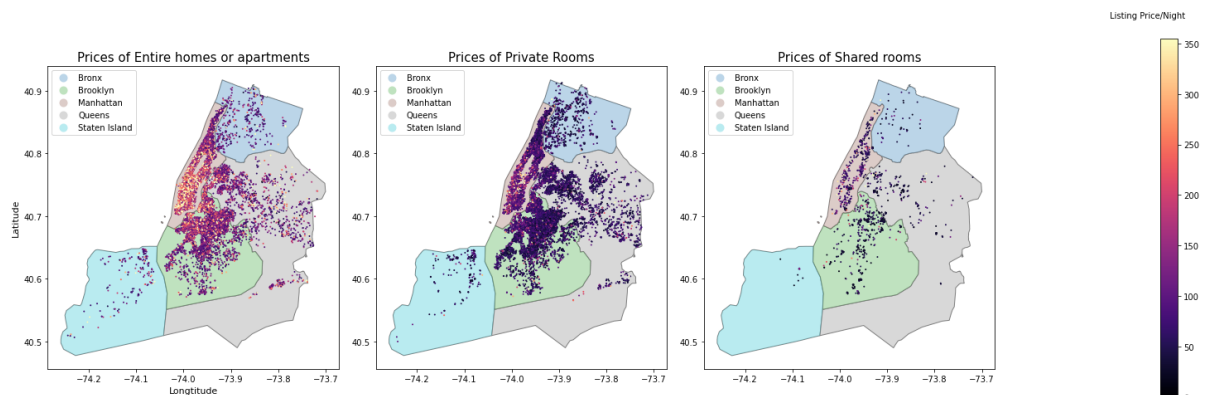 Listing Price/Night
Prices of Entire homes or apartments
Prices of Private Rooms
Prices of Shared rooms
Bronx
Brooklyn
Manhattan
Queens
Staten Island
Bronx
Brooklyn
Manhattan
Queens
Staten Island
Bronx
Brooklyn
Manhattan
Queens
Staten Island
40.9
40.8
40.7
40.6
40.5
Latitude
−74.2 −74.1 −74.0 −73.9 −73.8 −73.7
Longtitude
40.9
40.8
40.7
40.6
40.5
−74.2 −74.1 −74.0 −73.9 −73.8 −73.7
40.9
40.8
40.7
40.6
40.5
−74.2 −74.1 −74.0 −73.9 −73.8 −73.7
350
300
250
200
150
100
50